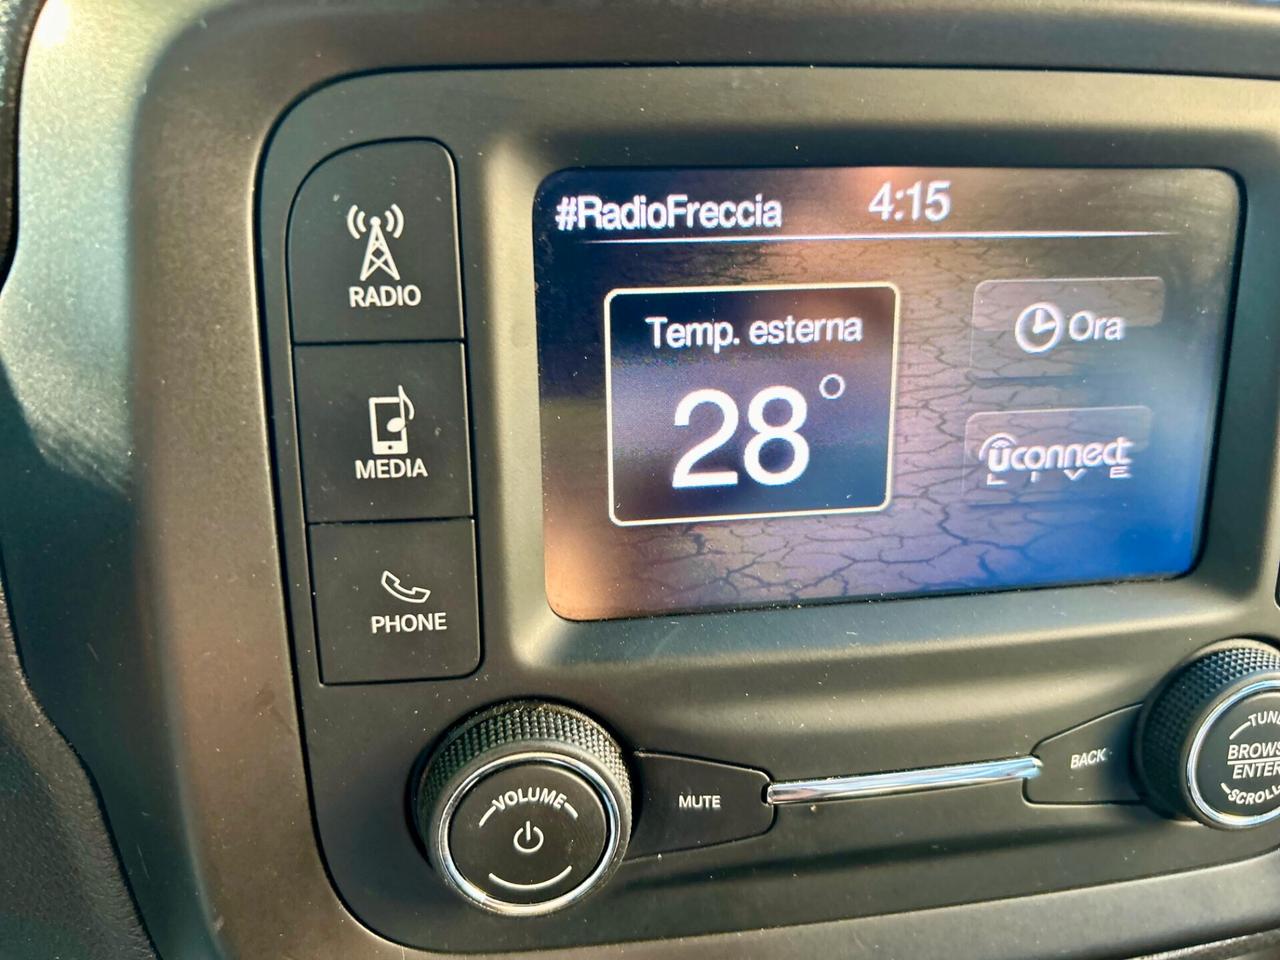 #RadioFreccia 4:15
Temp. esterna
28°
Ora
uconnect
LIVE
RADIO
MEDIA
PHONE
VOLUME
MUTE
BACK
TUNE
BROWSE
ENTER
SCROLL